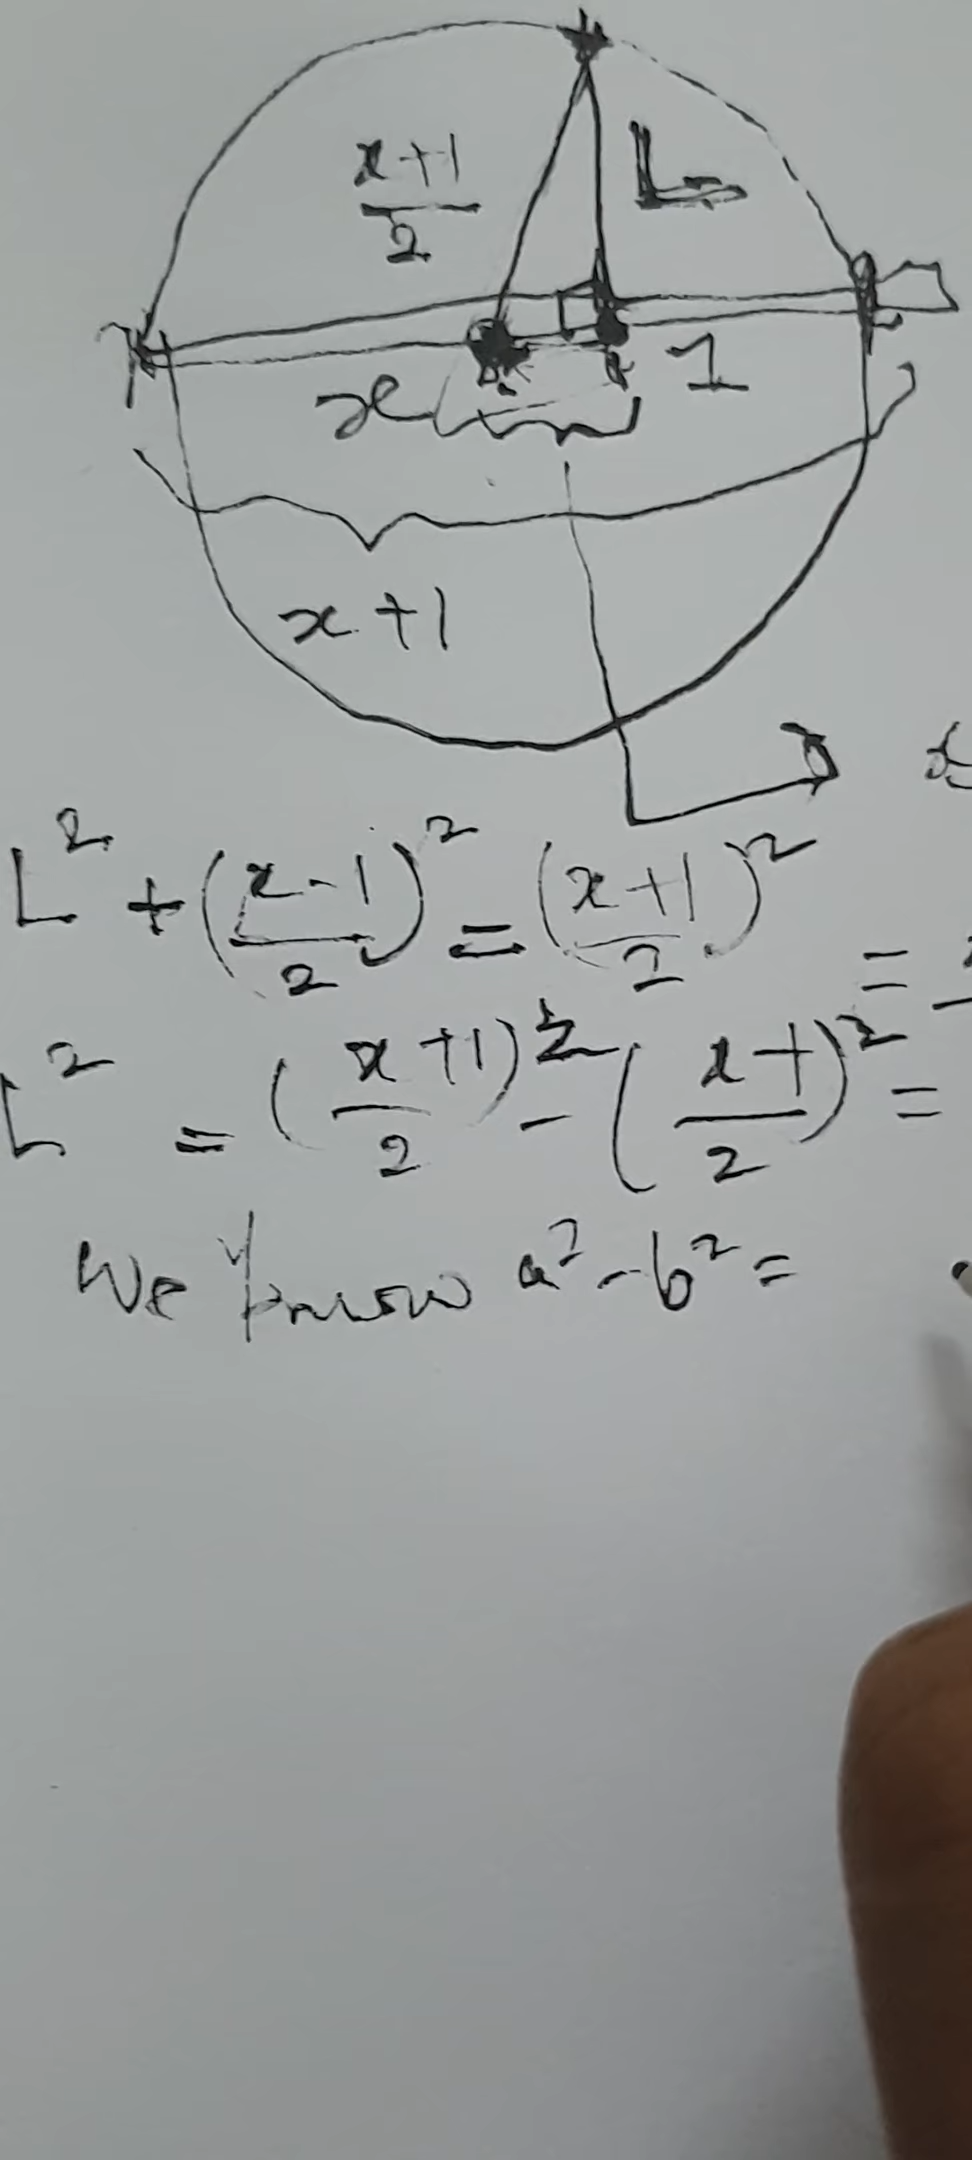 x+1
2
L
x
1
x+1
L² + (x-1/2)² = (x+1/2)²
=
L² = (x+1/2)² - (x-1/2)² =
We know a² - b² =